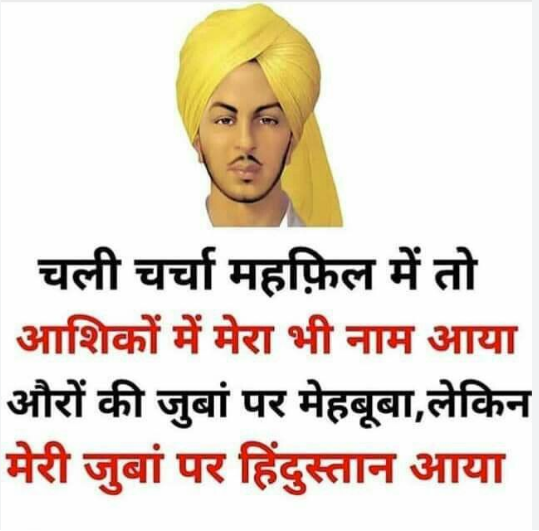 चली चर्चा महफ़िल में तो
आशिकों में मेरा भी नाम आया
औरों की जुबां पर मेहबूबा,लेकिन
मेरी जुबां पर हिंदुस्तान आया